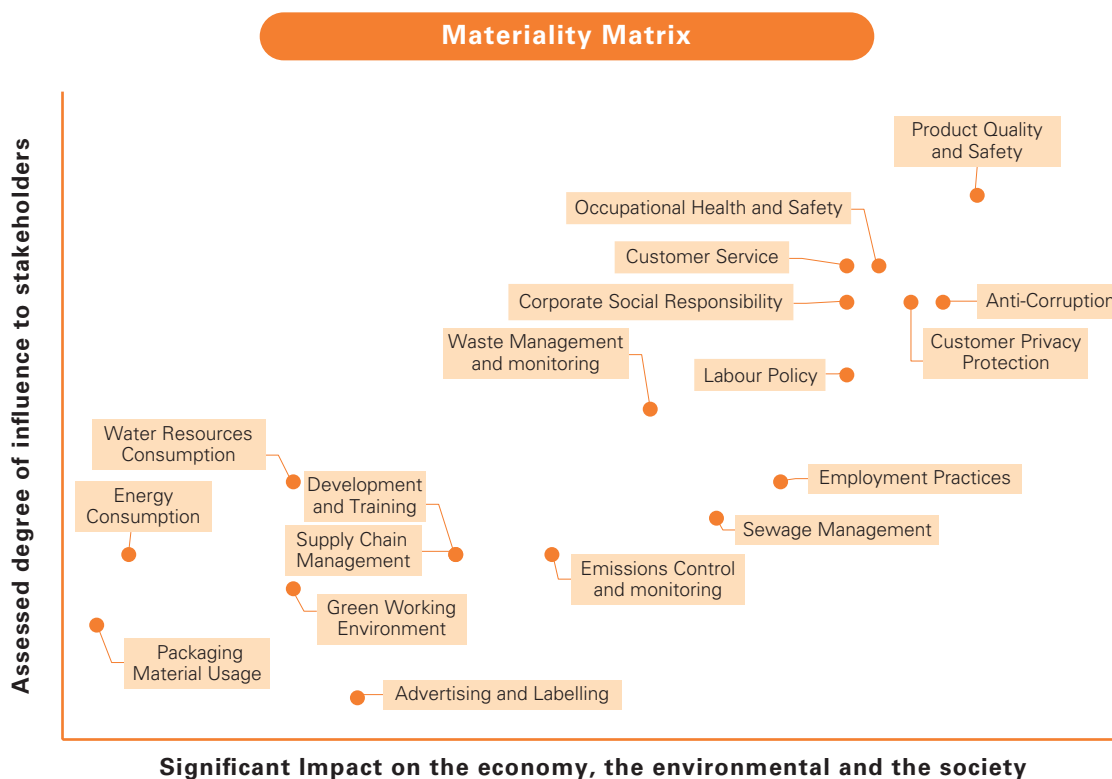 Materiality Matrix
Assessed degree of influence to stakeholders
Product Quality
and Safety
Occupational Health and Safety
Customer Service
Corporate Social Responsibility
Anti-Corruption
Waste Management
and monitoring
Customer Privacy
Protection
Labour Policy
Water Resources
Consumption
Development
and Training
Employment Practices
Energy
Consumption
Sewage Management
Supply Chain
Management
Emissions Control
and monitoring
Green Working
Environment
Packaging
Material Usage
Advertising and Labelling
Significant Impact on the economy, the environmental and the society